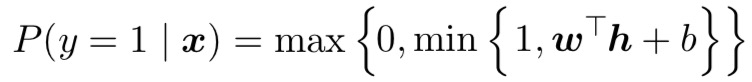 P(y = 1 | x) = max {0, min {1, w⊤h + b}}